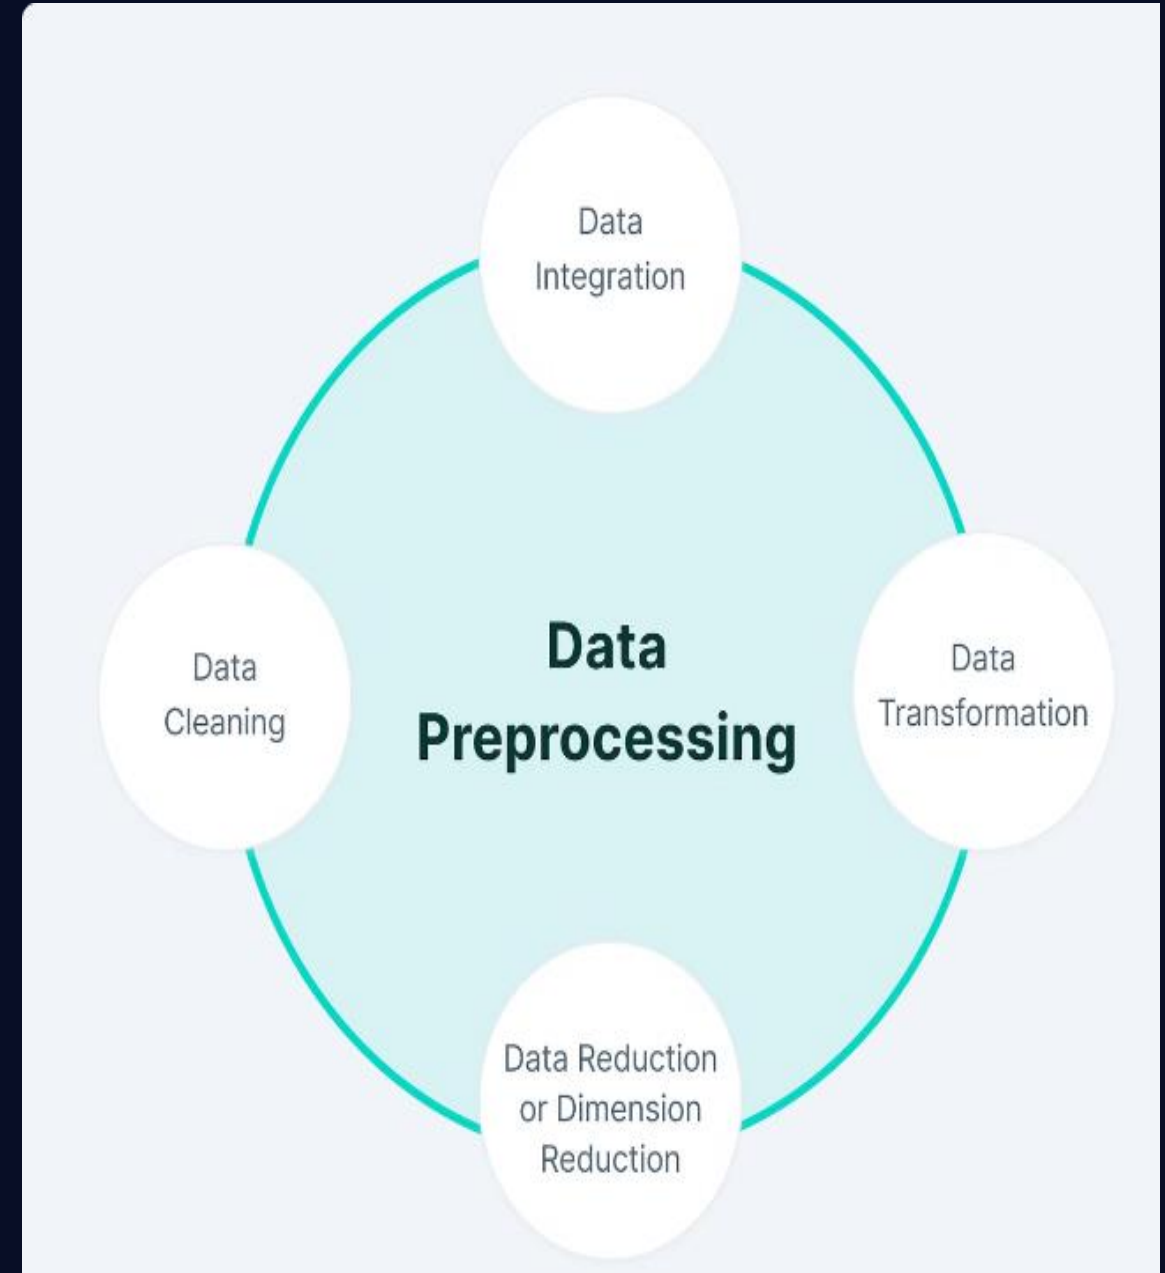 Data
Integration
Data
Cleaning
Data
Preprocessing
Data
Transformation
Data Reduction
or Dimension
Reduction